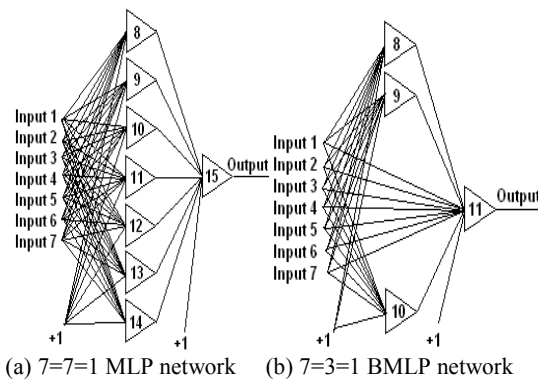 8
9
10
11
12
13
14
15
Input 1
Input 2
Input 3
Input 4
Input 5
Input 6
Input 7
Output
+1
+1
(a) 7=7=1 MLP network
8
9
10
11
Input 1
Input 2
Input 3
Input 4
Input 5
Input 6
Input 7
Output
+1
+1
(b) 7=3=1 BMLP network